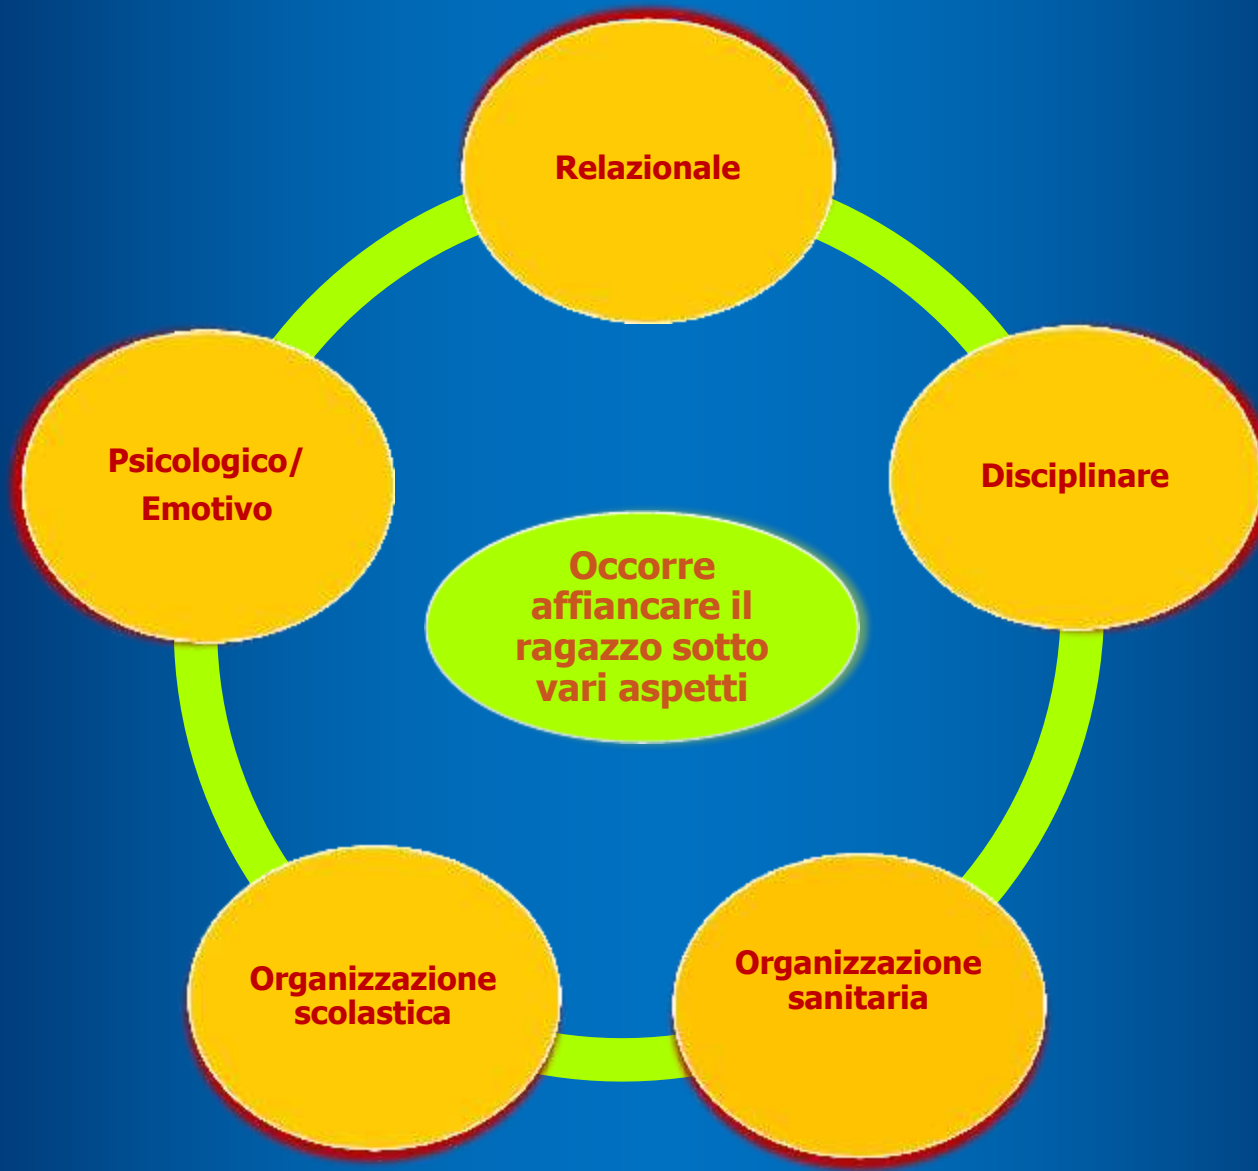 Relazionale
Psicologico/
Emotivo
Disciplinare
Occorre
affiancare il
ragazzo sotto
vari aspetti
Organizzazione
scolastica
Organizzazione
sanitaria